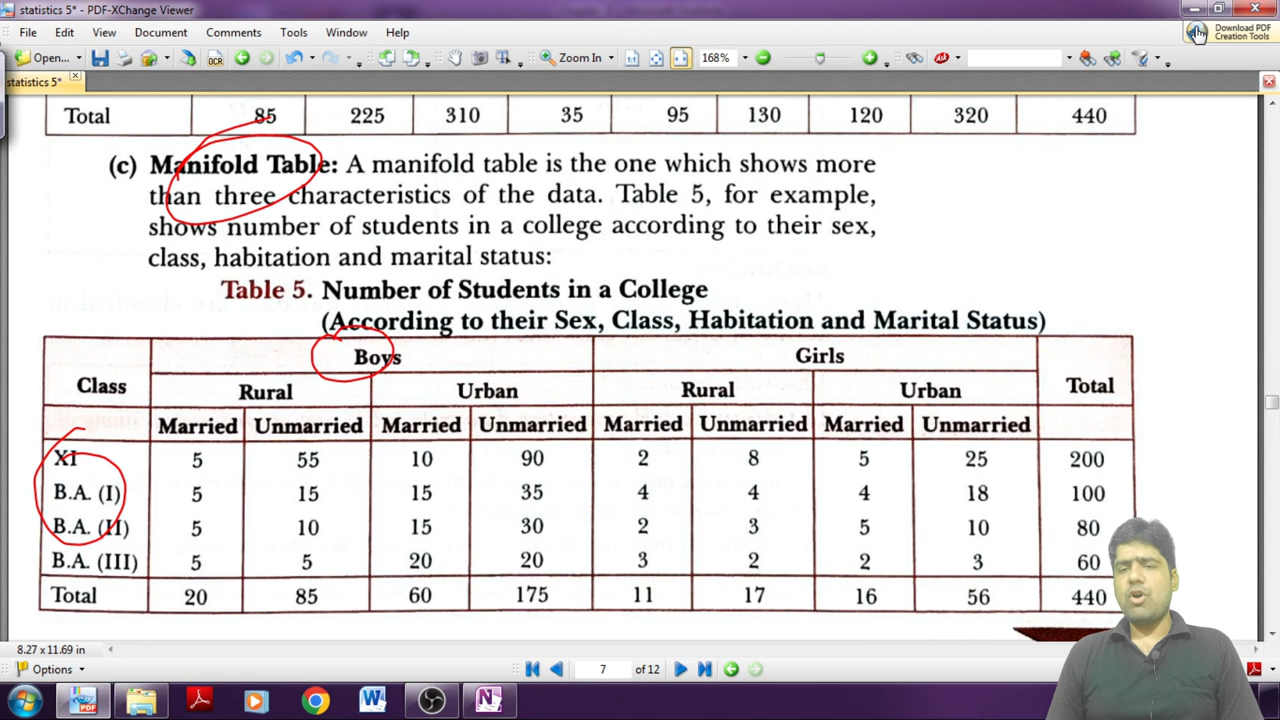 statistics 5* - PDF-XChange Viewer
File Edit View Document Comments Tools Window Help
Download PDF
Creation Tools
Open... OCR Zoom In 168%
statistics 5*
Total 85 225 310 35 95 130 120 320 440
(c) Manifold Table: A manifold table is the one which shows more
than three characteristics of the data. Table 5, for example,
shows number of students in a college according to their sex,
class, habitation and marital status:
Table 5. Number of Students in a College
(According to their Sex, Class, Habitation and Marital Status)
Class Boys Girls Total
Rural Urban Rural Urban
Married Unmarried Married Unmarried Married Unmarried Married Unmarried
XI 5 55 10 90 2 8 5 25 200
B.A. (I) 5 15 15 35 4 4 4 18 100
B.A. (II) 5 10 15 30 2 3 5 10 80
B.A. (III) 5 5 20 20 3 2 2 3 60
Total 20 85 60 175 11 17 16 56 440
8.27 x 11.69 in
Options 7 of 12